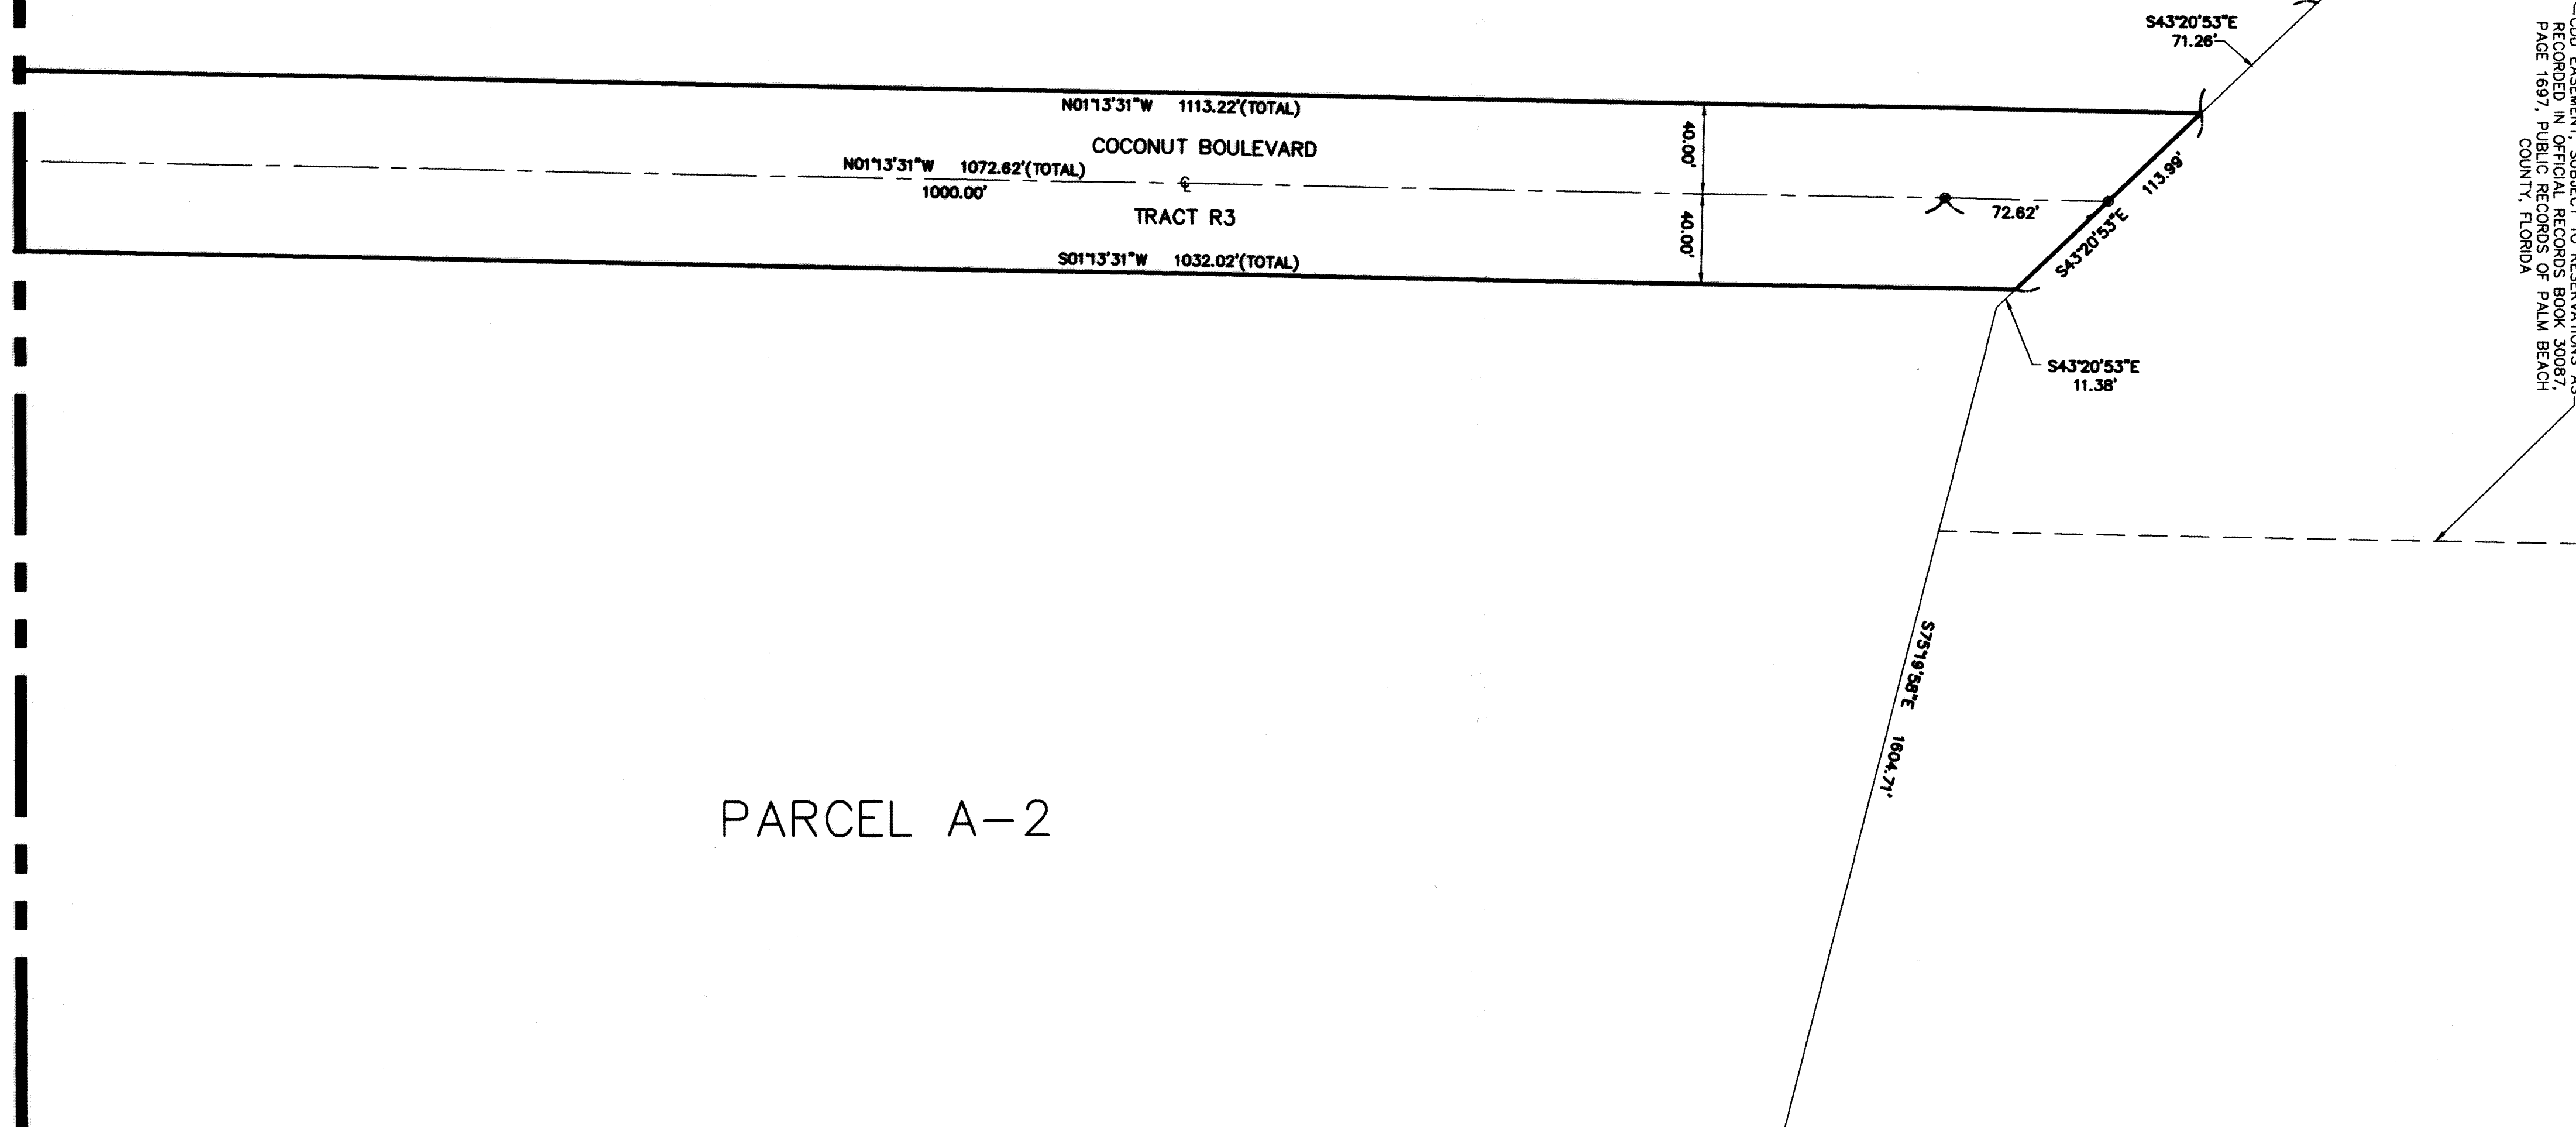 S43°20'53"E
71.26'
RECORDED IN OFFICIAL RECORDS BOOK 30087,
PAGE 1697, PUBLIC RECORDS OF PALM BEACH
COUNTY, FLORIDA
N01°13'31"W 1113.22'(TOTAL)
COCONUT BOULEVARD
40.00'
N01°13'31"W 1072.62'(TOTAL)
1000.00'
℄
TRACT R3
40.00'
72.62'
113.99'
S43°20'53"E
S01°13'31"W 1032.02'(TOTAL)
S43°20'53"E
11.38'
S75°19'58"E 1604.71'
PARCEL A-2